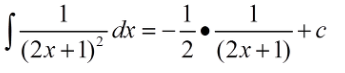 ∫ 1/(2x+1)² dx = − 1/2 • 1/(2x+1) + c